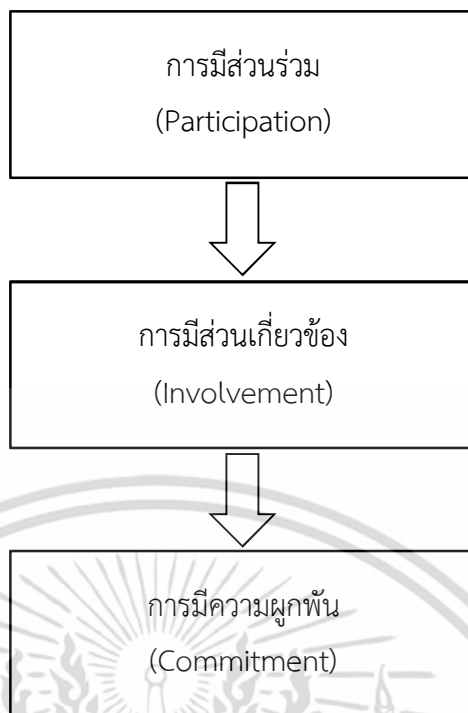 การมีส่วนร่วม
(Participation)
การมีส่วนเกี่ยวข้อง
(Involvement)
การมีความผูกพัน
(Commitment)